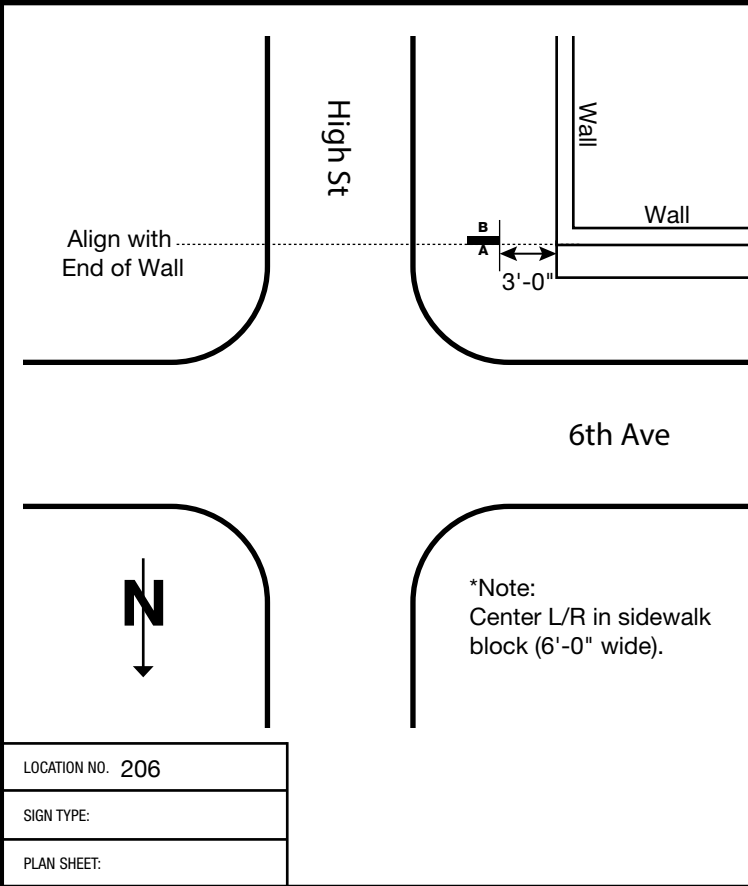 High St
Wall
Wall
B
A
Align with
End of Wall
3'-0"
6th Ave
N
*Note:
Center L/R in sidewalk
block (6'-0" wide).
LOCATION NO. 206
SIGN TYPE:
PLAN SHEET: